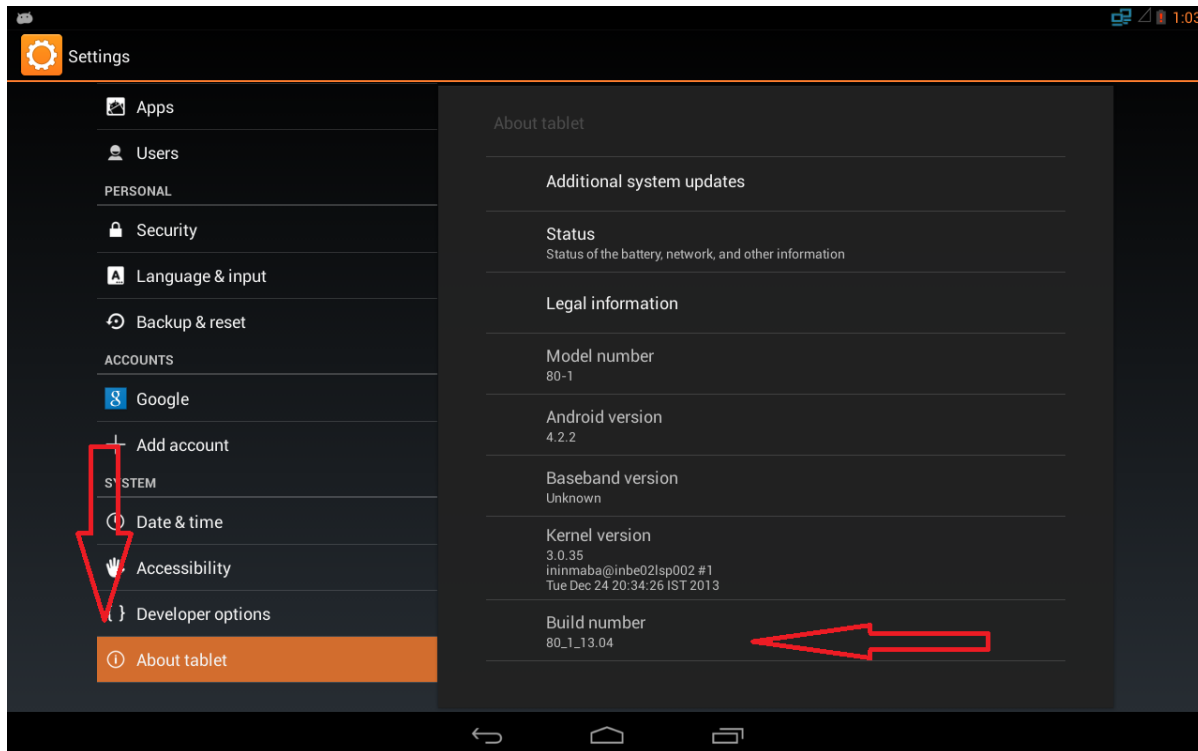 1:03
Settings
Apps
Users
PERSONAL
Security
Language & input
Backup & reset
ACCOUNTS
8 Google
Add account
SYSTEM
Date & time
Accessibility
{ } Developer options
About tablet
About tablet
Additional system updates
Status
Status of the battery, network, and other information
Legal information
Model number
80-1
Android version
4.2.2
Baseband version
Unknown
Kernel version
3.0.35
ininmaba@inbe02lsp002 #1
Tue Dec 24 20:34:26 IST 2013
Build number
80_1_13.04